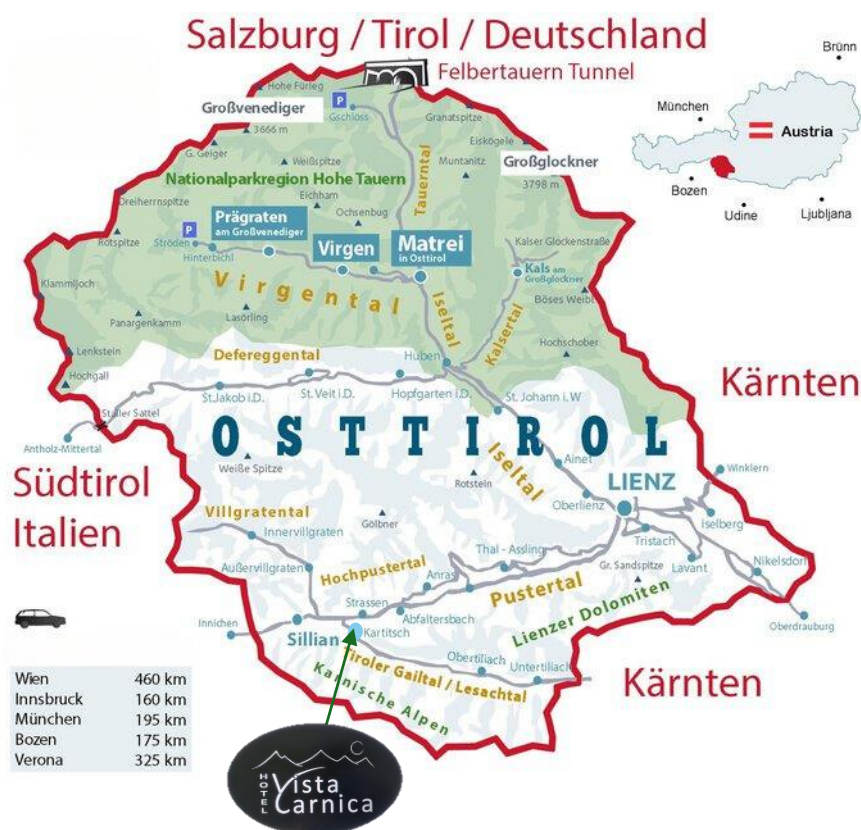 Salzburg / Tirol / Deutschland
Felbertauern Tunnel
Brünn
München
Austria
Bozen
Udine
Ljubljana
Hohe Fürleg
Großvenediger
3666 m
P
Gschlöss
Granatspitze
Eiskögele
G. Geiger
Weißspitze
Muntanitz
Großglockner
3798 m
Nationalparkregion Hohe Tauern
Tauerntal
Dreiherrnspitze
Eichham
Ochsenbug
P
Prägraten
am Großvenediger
Virgen
Matrei
in Osttirol
Kalser Glockenstraße
Rotspitze
Ströden
Hinterbichl
Kals am
Großglockner
Klammljoch
Virgental
Iseltal
Kalsertal
Böses Weibl
Panargenkamm
Lasörling
Lenkstein
Defereggental
Huben
Hochschober
Hochgall
St.Jakob i.D.
St. Veit i.D.
Hopfgarten i.D.
St. Johann i. W
Kärnten
Staller Sattel
Antholz-Mittertal
OSTTIROL
Weiße Spitze
Rotstein
Iseltal
Ainet
LIENZ
Winklern
Südtirol
Italien
Villgratental
Gölbner
Oberlienz
Iselberg
Innervillgraten
Tristach
Thal - Assling
Außervillgraten
Hochpustertal
Anras
Gr. Sandspitze
Lavant
Nikelsdorf
Pustertal
Strassen
Abfaltersbach
Lienzer Dolomiten
Innichen
Sillian
Kartitsch
Oberdrauburg
Obertilliach
Untertilliach
Tiroler Gailtal / Lesachtal
Karnische Alpen
Kärnten
Wien 460 km
Innsbruck 160 km
München 195 km
Bozen 175 km
Verona 325 km
HOTEL
Vista
Carnica